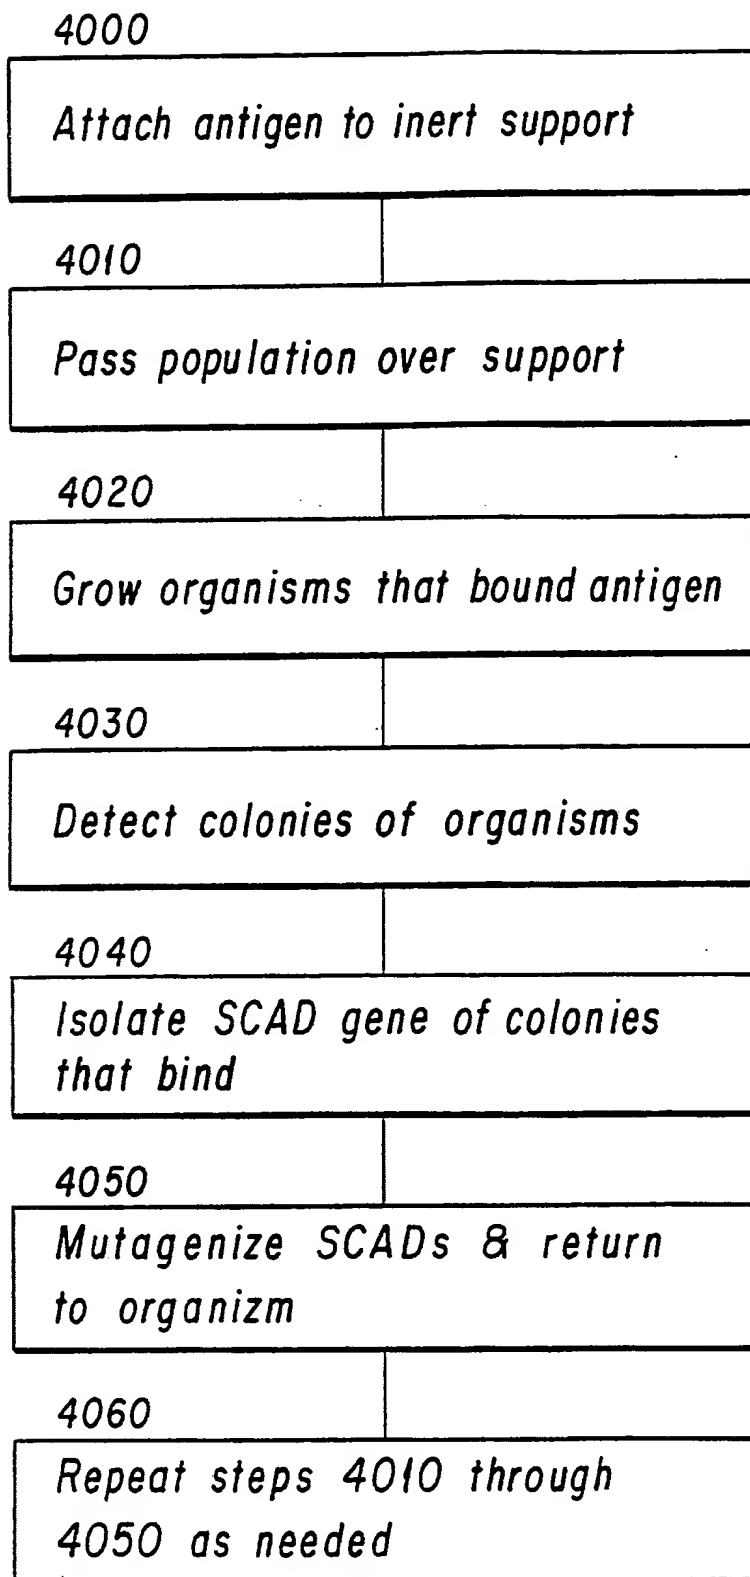 4000
Attach antigen to inert support
4010
Pass population over support
4020
Grow organisms that bound antigen
4030
Detect colonies of organisms
4040
Isolate SCAD gene of colonies
that bind
4050
Mutagenize SCADs & return
to organizm
4060
Repeat steps 4010 through
4050 as needed